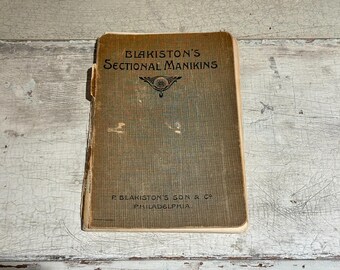 BLAKISTON'S
SECTIONAL MANIKINS
P. BLAKISTON'S SON & CO
PHILADELPHIA